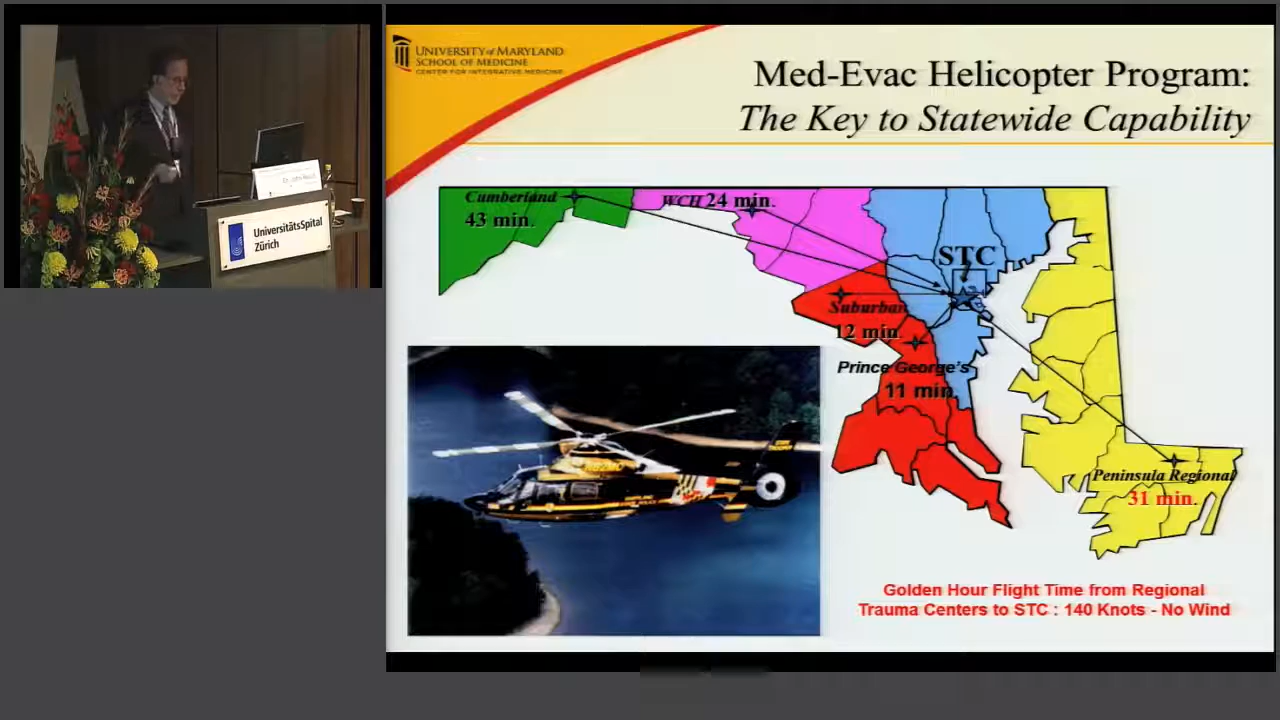 UNIVERSITY of MARYLAND
SCHOOL OF MEDICINE
CENTER FOR INTEGRATIVE MEDICINE
Med-Evac Helicopter Program:
The Key to Statewide Capability
Cumberland
43 min.
WCH 24 min.
STC
Suburban
12 min.
Prince George's
11 min.
Peninsula Regional
31 min.
Golden Hour Flight Time from Regional
Trauma Centers to STC : 140 Knots - No Wind
UniversitätsSpital
Zürich